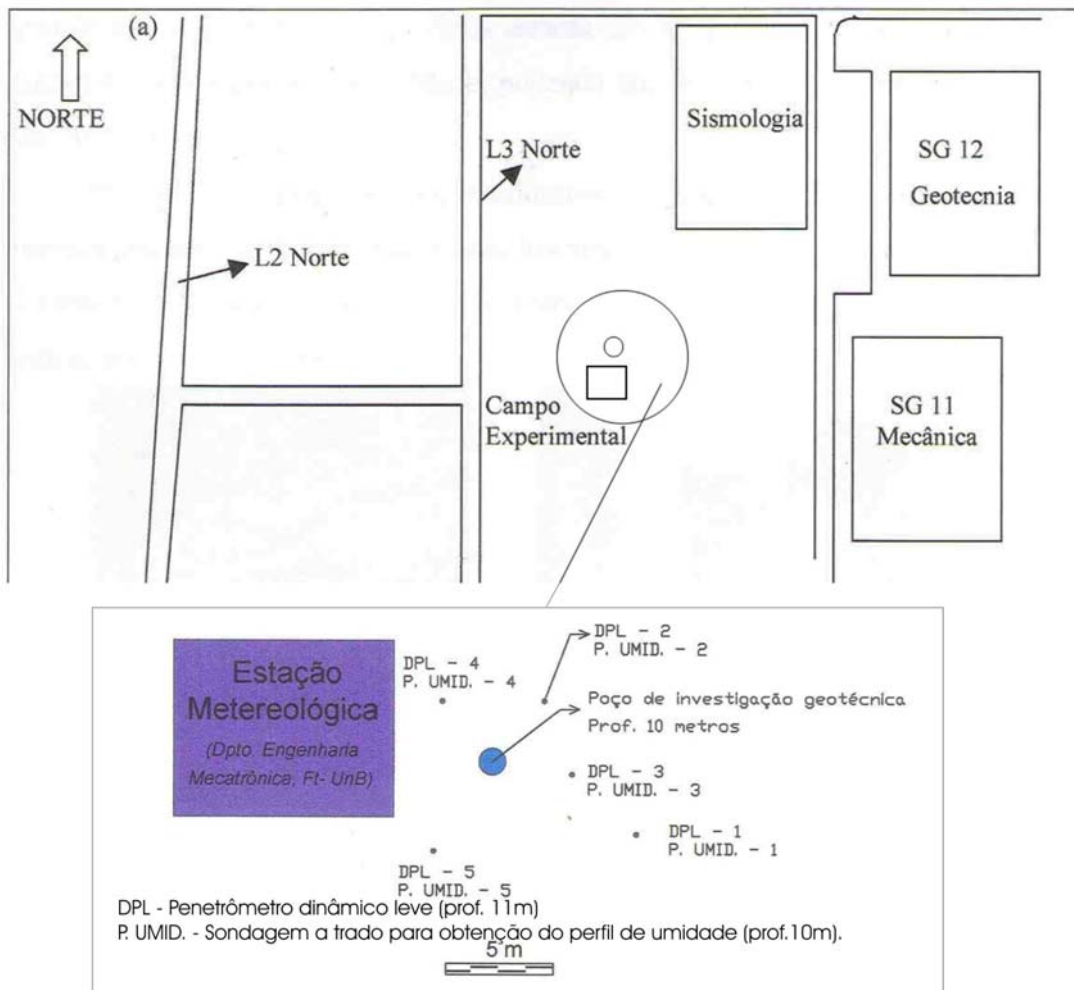 (a)
NORTE
Sismologia
L3 Norte
SG 12
Geotecnia
L2 Norte
Campo
Experimental
SG 11
Mecânica
Estação
Metereológica
(Dpto. Engenharia
Mecatrônica, Ft- UnB)
DPL - 4
P. UMID. - 4
DPL - 2
P. UMID. - 2
Poço de investigação geotécnica
Prof. 10 metros
DPL - 3
P. UMID. - 3
DPL - 1
P. UMID. - 1
DPL - 5
P. UMID. - 5
DPL - Penetrômetro dinâmico leve (prof. 11m)
P. UMID. - Sondagem a trado para obtenção do perfil de umidade (prof.10m).
5 m